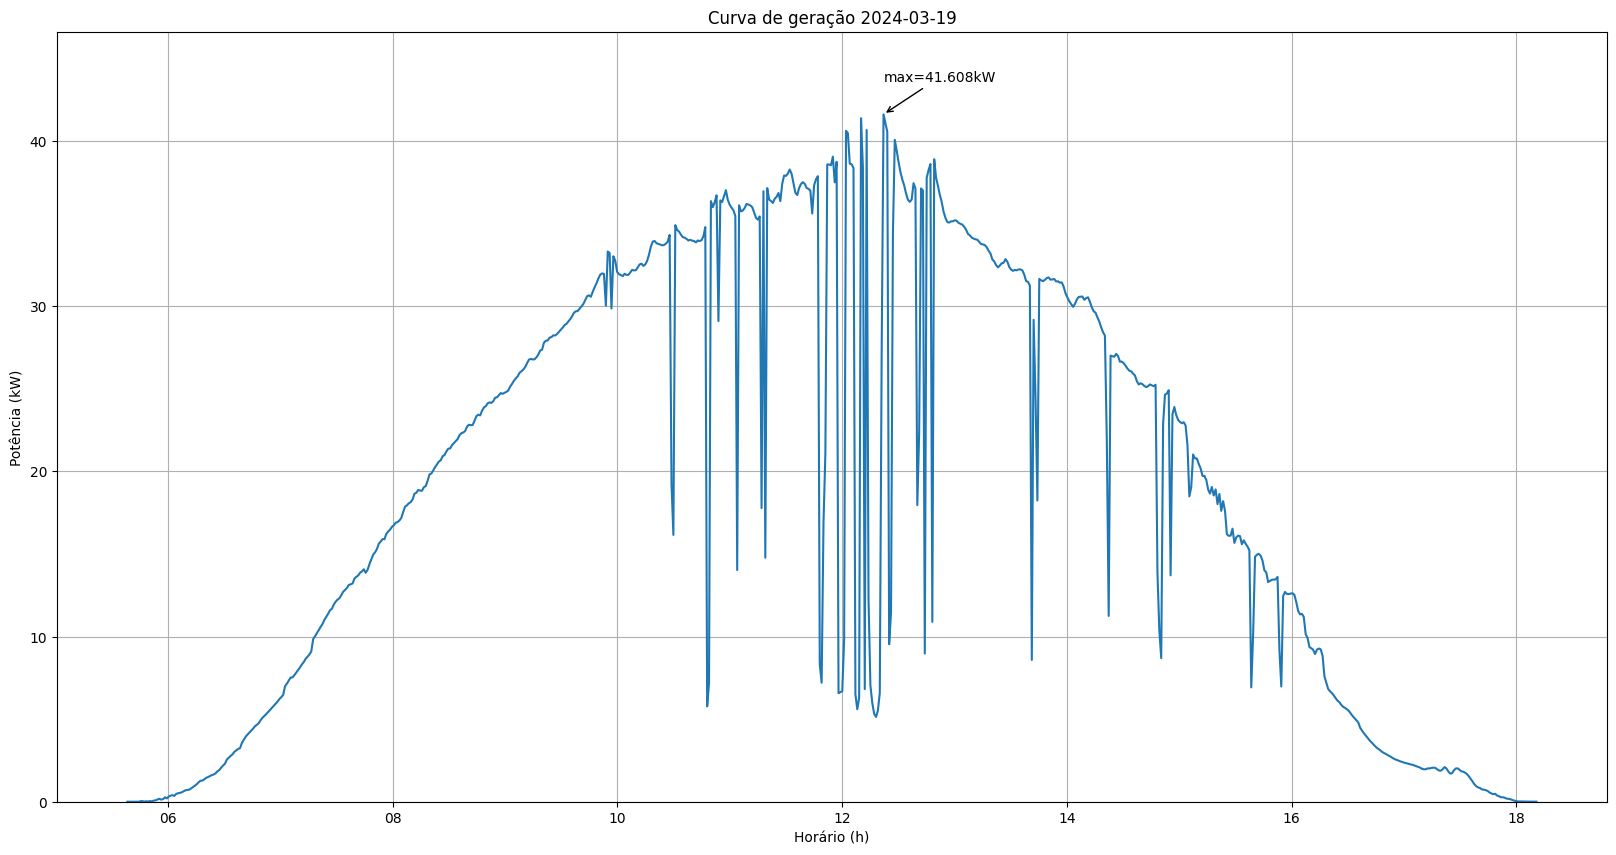 Curva de geração 2024-03-19
max=41.608kW
Potência (kW)
40
30
20
10
0
06 08 10 12 14 16 18
Horário (h)